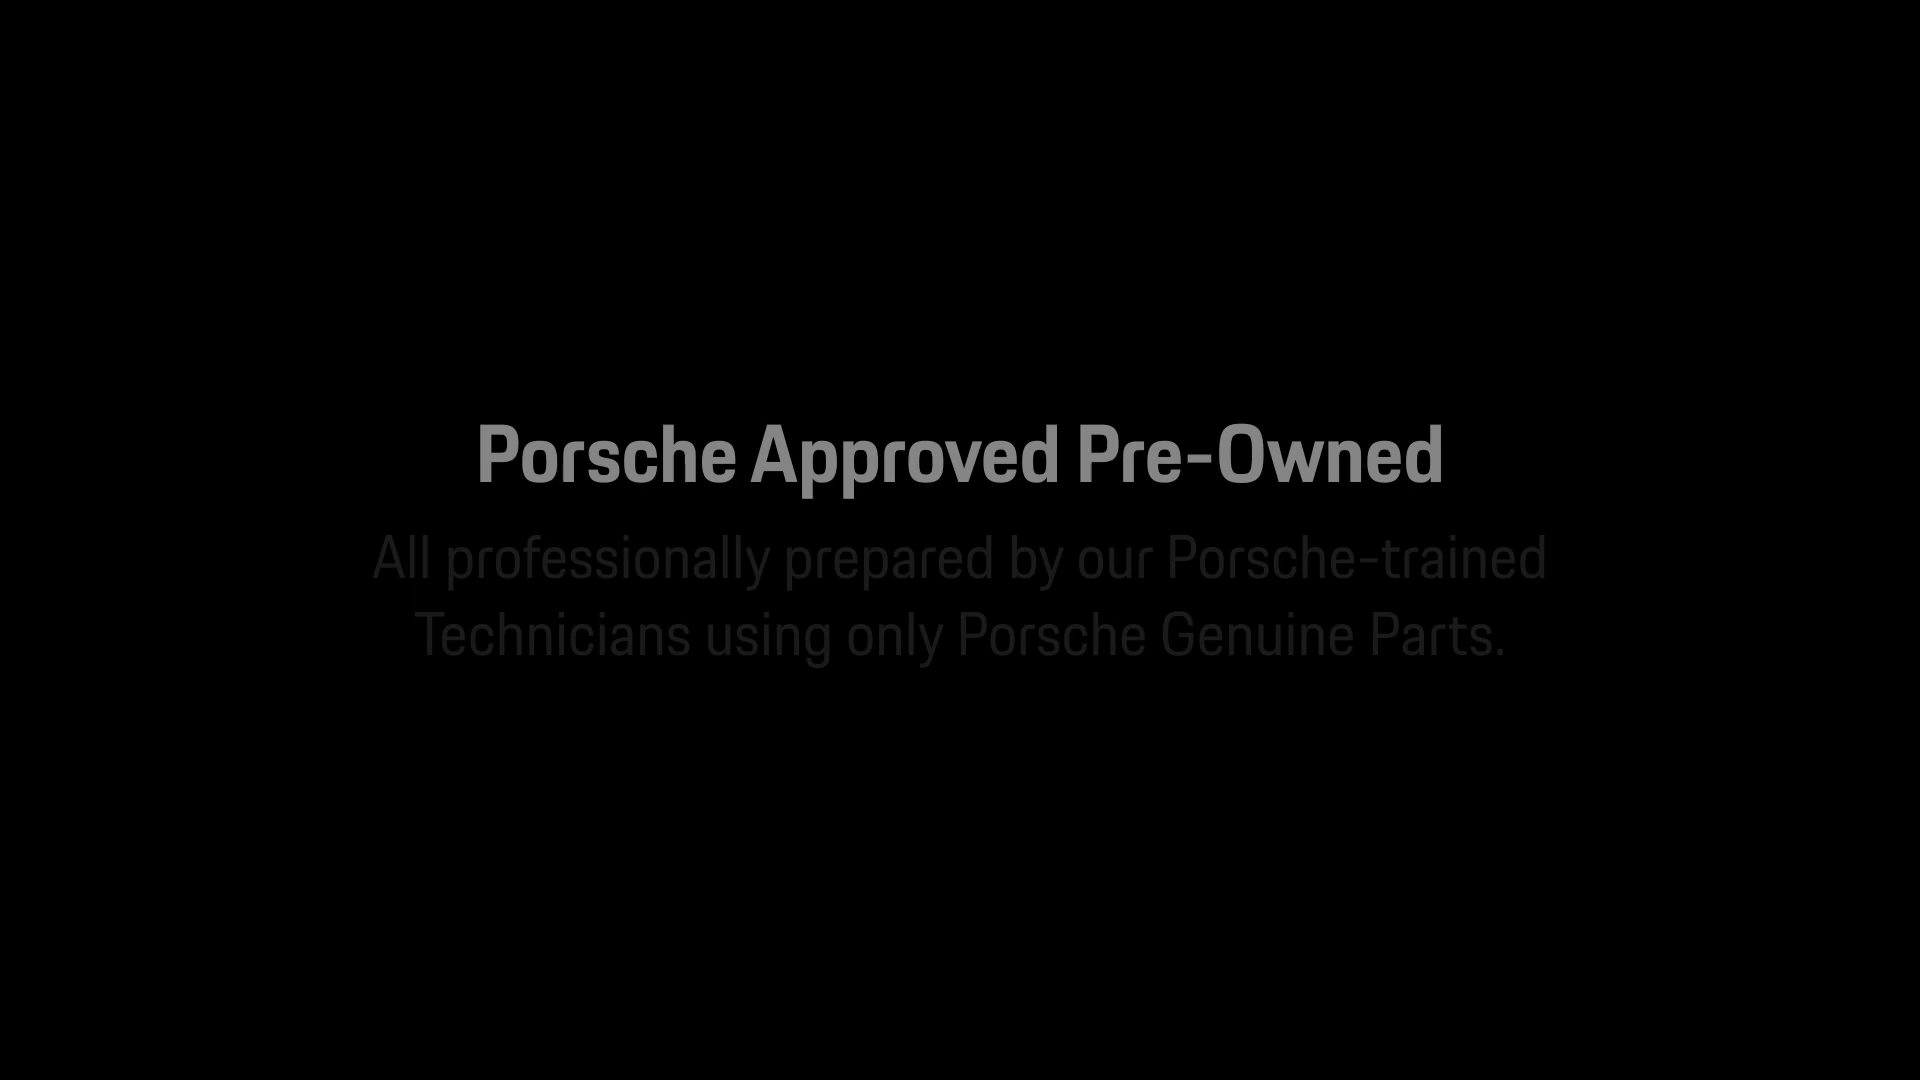 Porsche Approved Pre-Owned
All professionally prepared by our Porsche-trained
Technicians using only Porsche Genuine Parts.